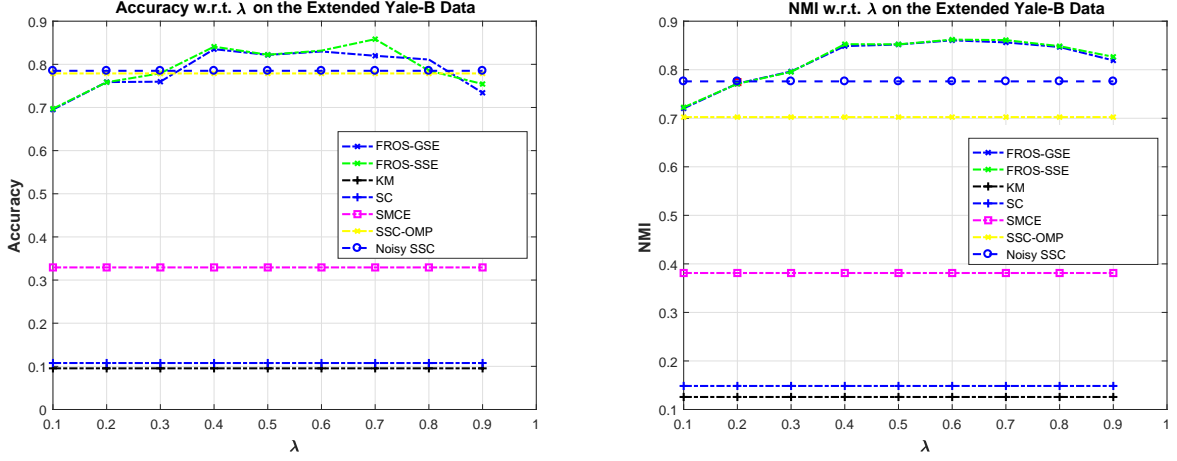 Accuracy w.r.t. λ on the Extended Yale-B Data
0.9
0.8
0.7
0.6
0.5
0.4
0.3
0.2
0.1
0
Accuracy
0.1 0.2 0.3 0.4 0.5 0.6 0.7 0.8 0.9 1
λ
FROS-GSE
FROS-SSE
KM
SC
SMCE
SSC-OMP
Noisy SSC
NMI w.r.t. λ on the Extended Yale-B Data
0.9
0.8
0.7
0.6
0.5
0.4
0.3
0.2
0.1
NMI
0.1 0.2 0.3 0.4 0.5 0.6 0.7 0.8 0.9 1
λ
FROS-GSE
FROS-SSE
KM
SC
SMCE
SSC-OMP
Noisy SSC